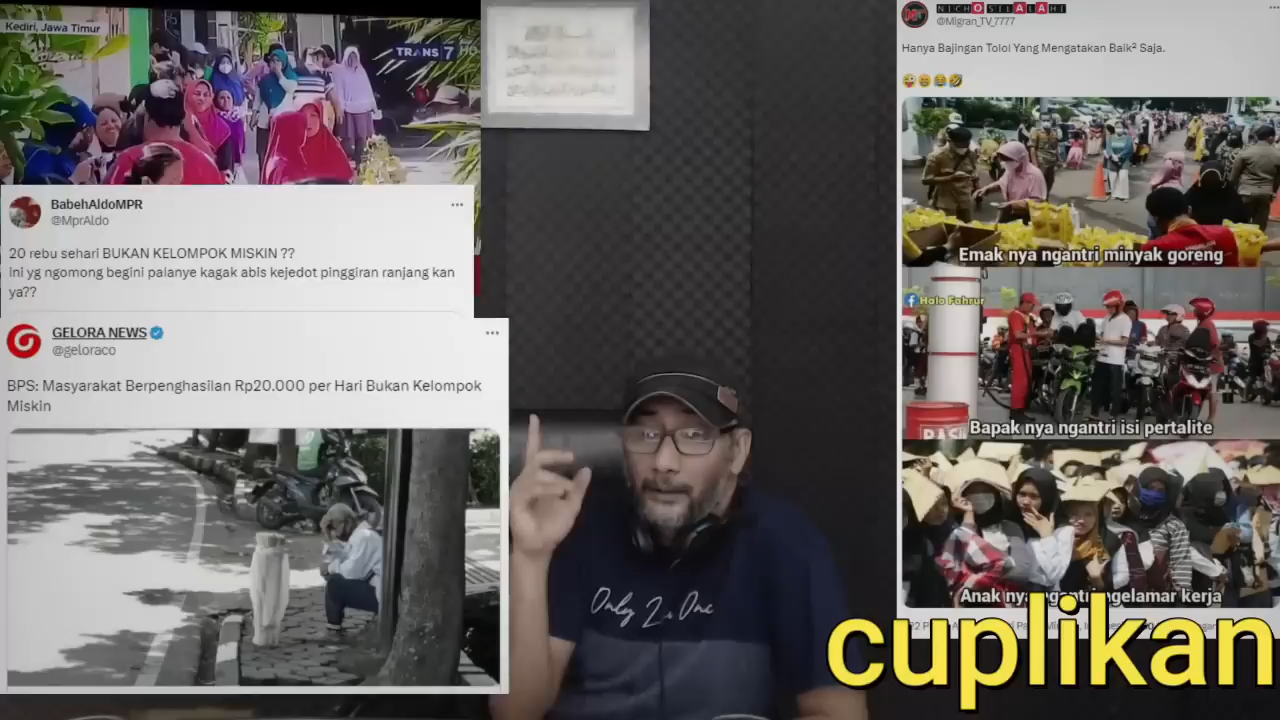 Kediri, Jawa Timur
TRANS 7
BabehAldoMPR
@MprAldo
20 rebu sehari BUKAN KELOMPOK MISKIN ??
Ini yg ngomong begini palanye kagak abis kejedot pinggiran ranjang kan
ya??
GELORA NEWS
@geloraco
BPS: Masyarakat Berpenghasilan Rp20.000 per Hari Bukan Kelompok
Miskin
Only 2 One
NICHOSILALAHI
@Migran_TV_7777
Hanya Bajingan Tolol Yang Mengatakan Baik² Saja.
Emak nya ngantri minyak goreng
Halo Fahrur
Bapak nya ngantri isi pertalite
Anak nya ngantri ngelamar kerja
cuplikan